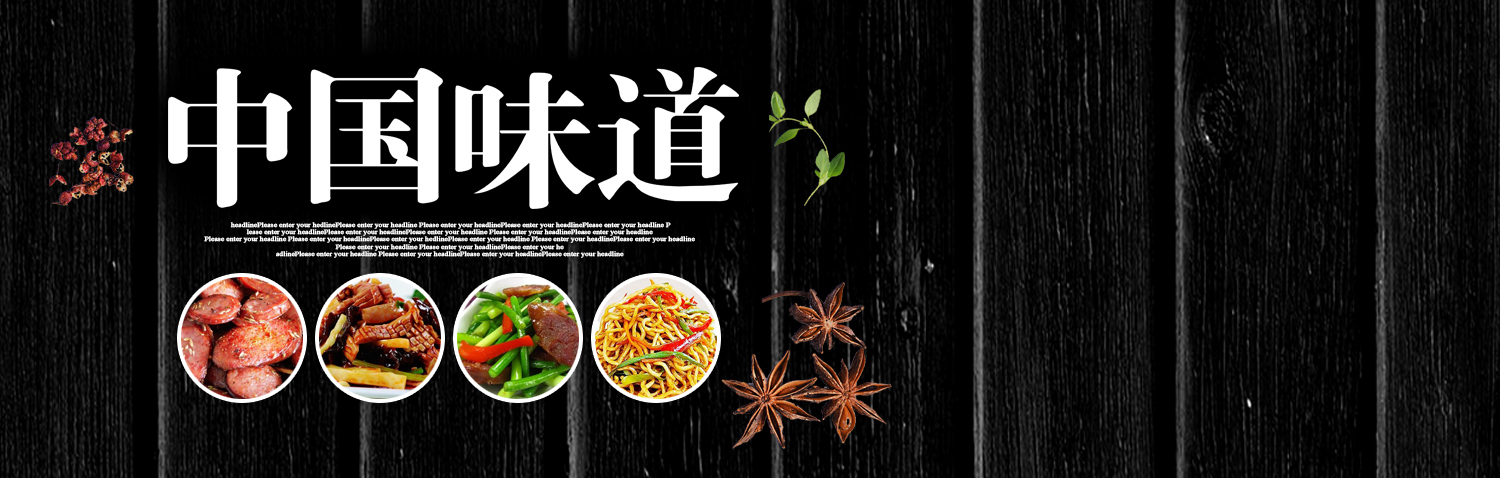 中国味道
headlinePlease enter your hedlinePlease enter your headline Please enter your headlinePlease enter your headlinePlease enter your headline P
lease enter your headlinePlease enter your headlinePlease enter your headline Please enter your headlinePlease enter your headline
Please enter your headline Please enter your headlinePlease enter your hedlinePlease enter your headline Please enter your headlinePlease enter your headline
Please enter your headline Please enter your headlinePlease enter your he
adlinePlease enter your headline Please enter your headlinePlease enter your headlinePlease enter your headline